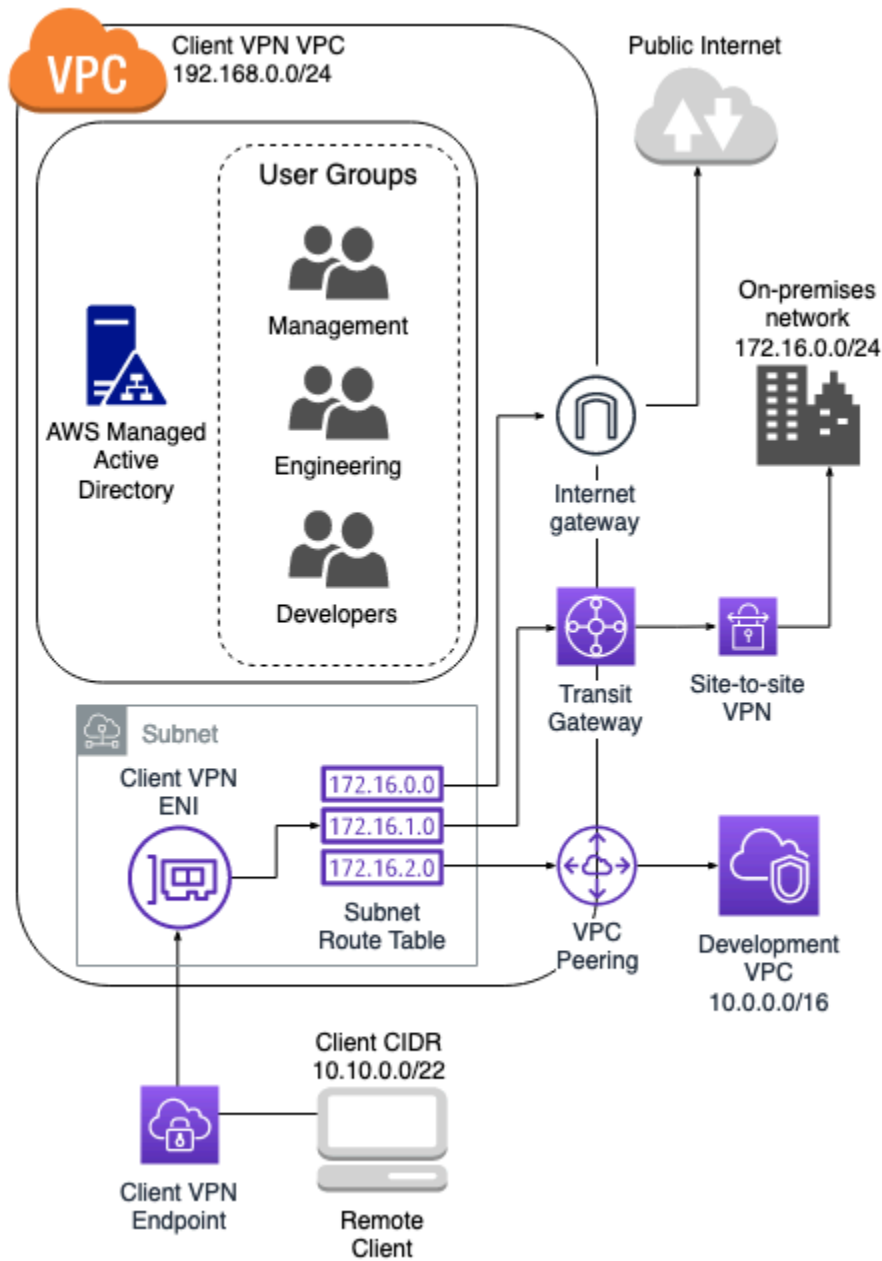 VPC
Client VPN VPC
192.168.0.0/24
Public Internet
User Groups
Management
Engineering
Developers
AWS Managed
Active
Directory
On-premises
network
172.16.0.0/24
Internet
gateway
Transit
Gateway
Site-to-site
VPN
Subnet
Client VPN
ENI
172.16.0.0
172.16.1.0
172.16.2.0
Subnet
Route Table
VPC
Peering
Development
VPC
10.0.0.0/16
Client CIDR
10.10.0.0/22
Client VPN
Endpoint
Remote
Client